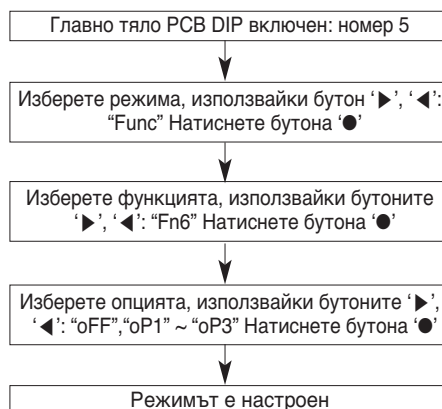 Главно тяло PCB DIP включен: номер 5
Изберете режима, използвайки бутон ‘▶’, ‘◀’:
“Func” Натиснете бутона ‘●’
Изберете функцията, използвайки бутоните
‘▶’, ‘◀’: “Fn6” Натиснете бутона ‘●’
Изберете опцията, използвайки бутоните ‘▶’,
‘◀’: “oFF”,“oP1” ~ “oP3” Натиснете бутона ‘●’
Режимът е настроен